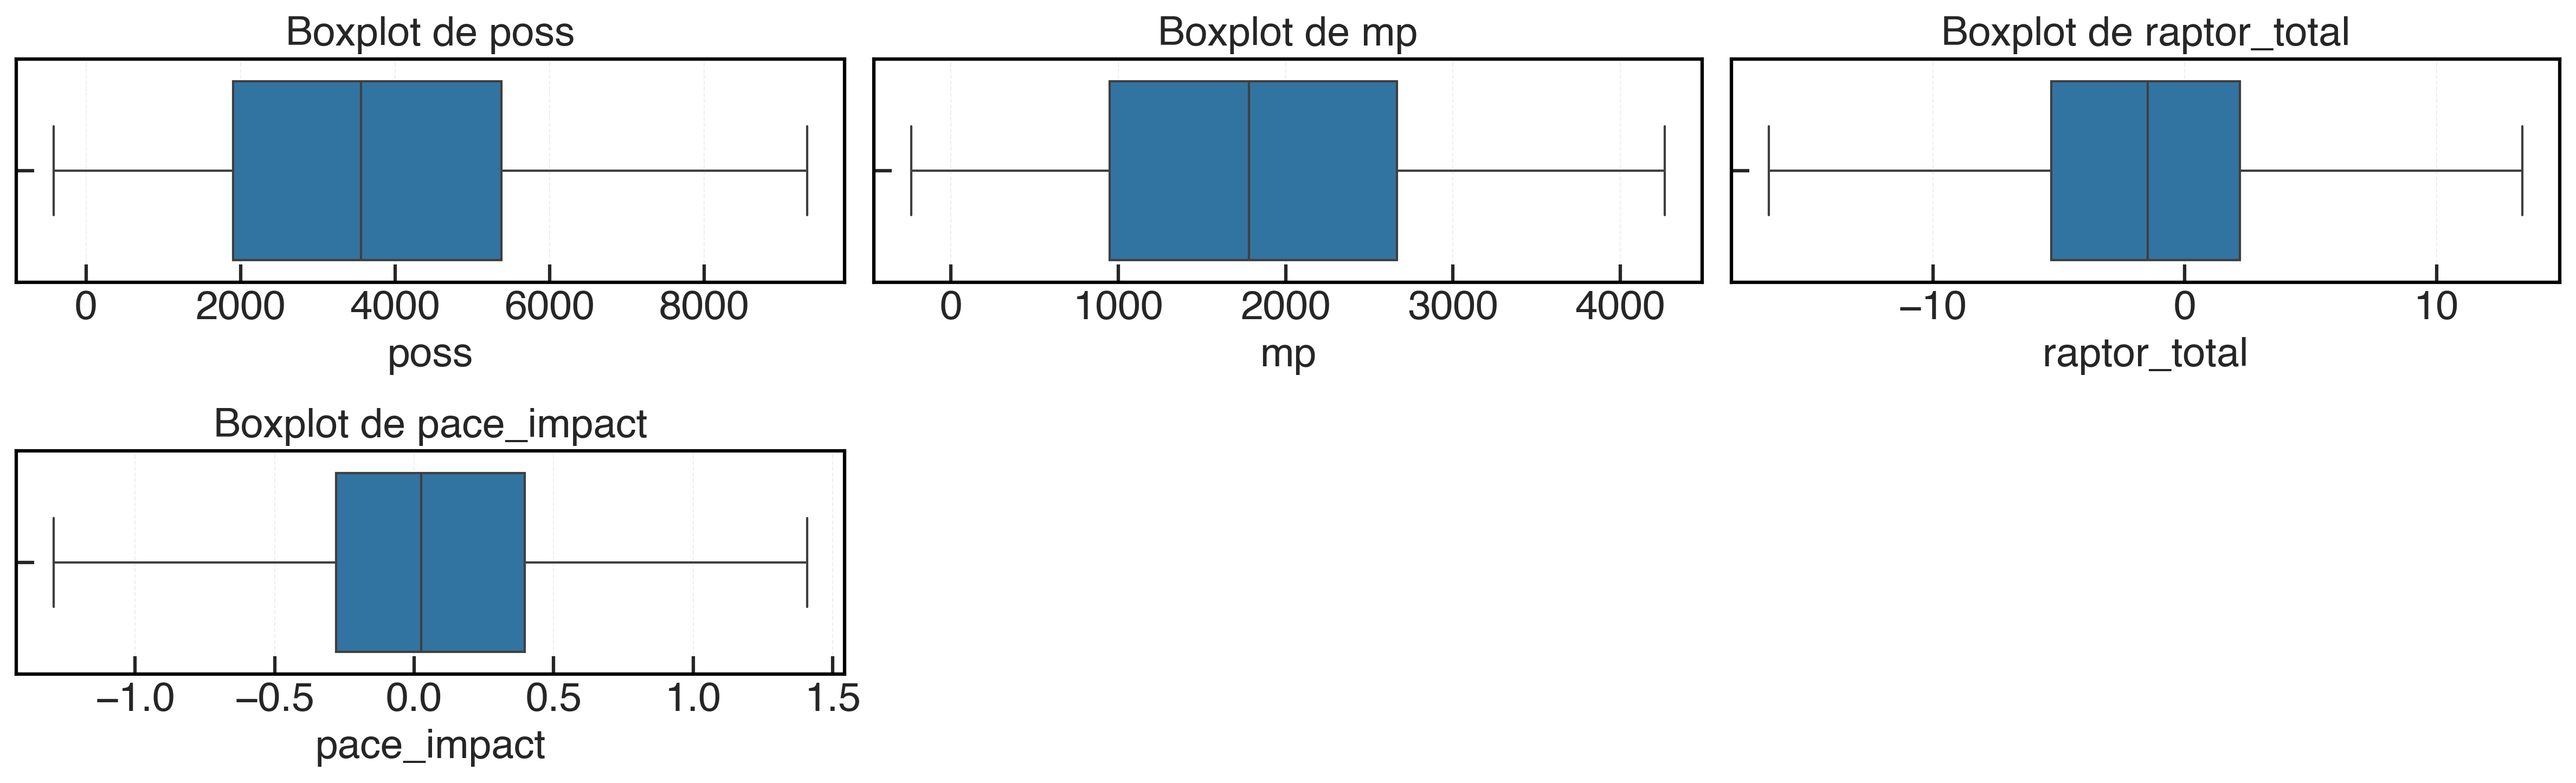 Boxplot de poss
0 2000 4000 6000 8000
poss
Boxplot de mp
0 1000 2000 3000 4000
mp
Boxplot de raptor_total
−10 0 10
raptor_total
Boxplot de pace_impact
−1.0 −0.5 0.0 0.5 1.0 1.5
pace_impact